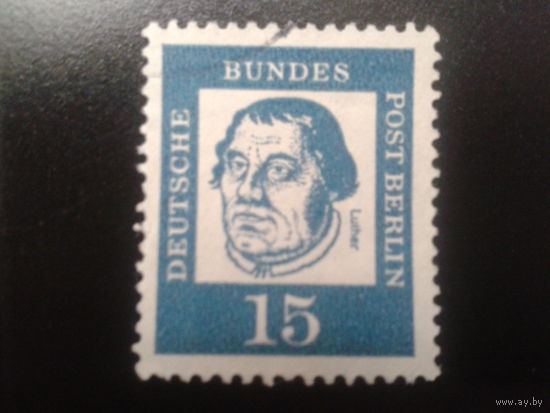 DEUTSCHE
BUNDES
POST BERLIN
Luther
15
www.ay.by